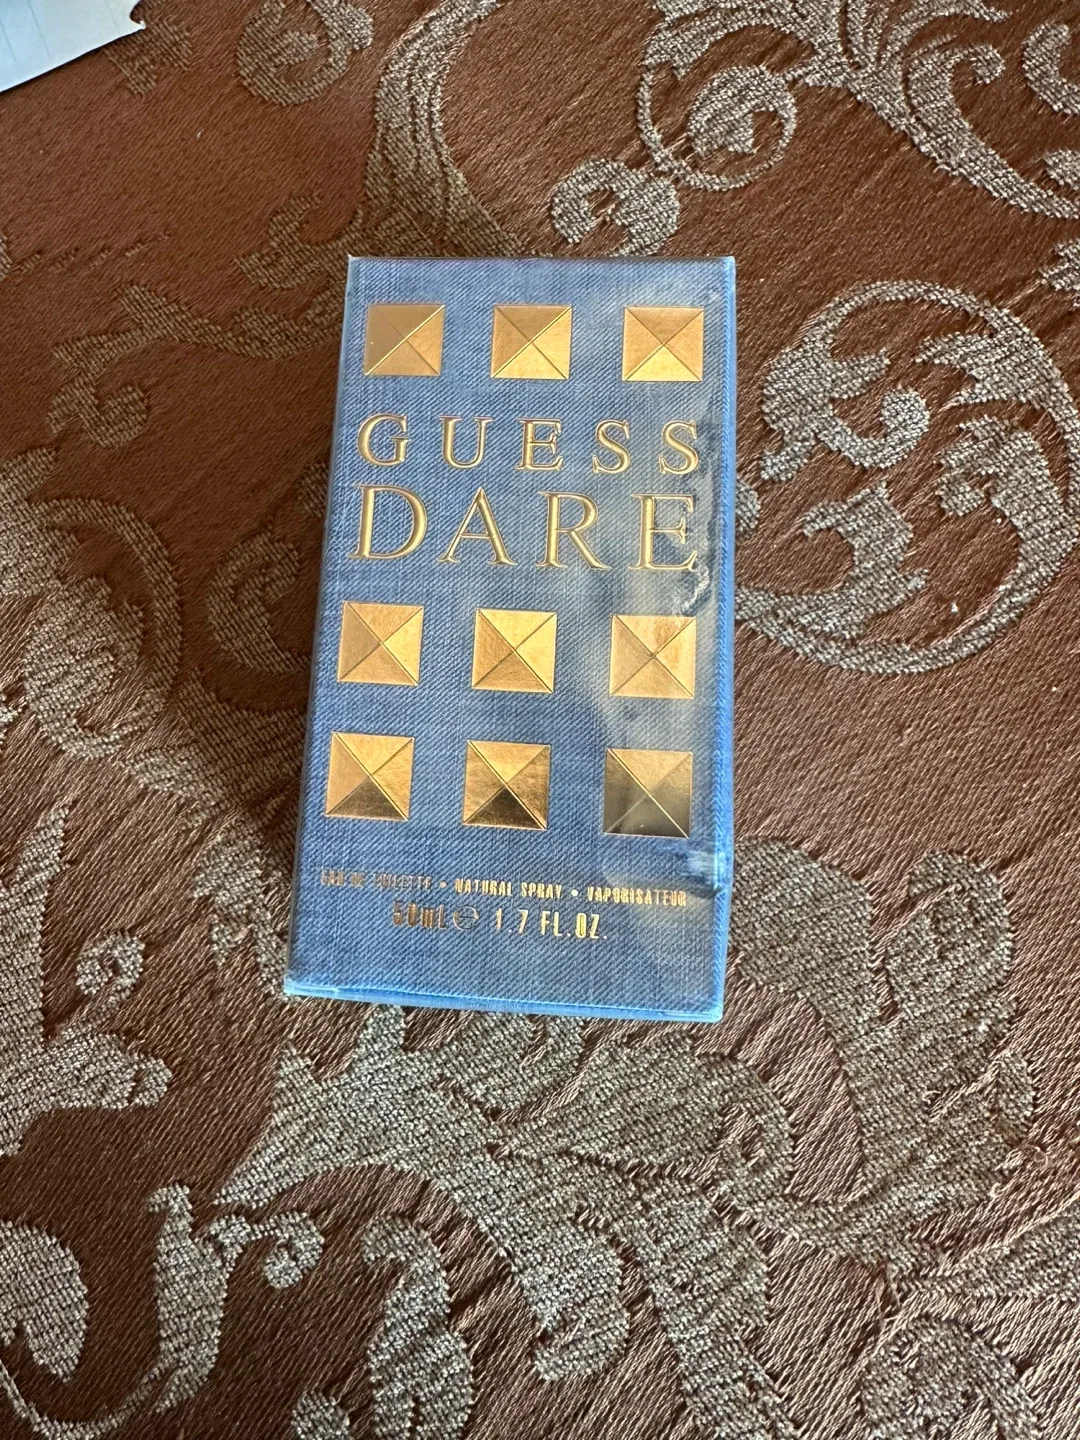 GUESS
DARE
EAU DE TOILETTE • NATURAL SPRAY • VAPORISATEUR
50ml ℮ 1.7 FL.OZ.